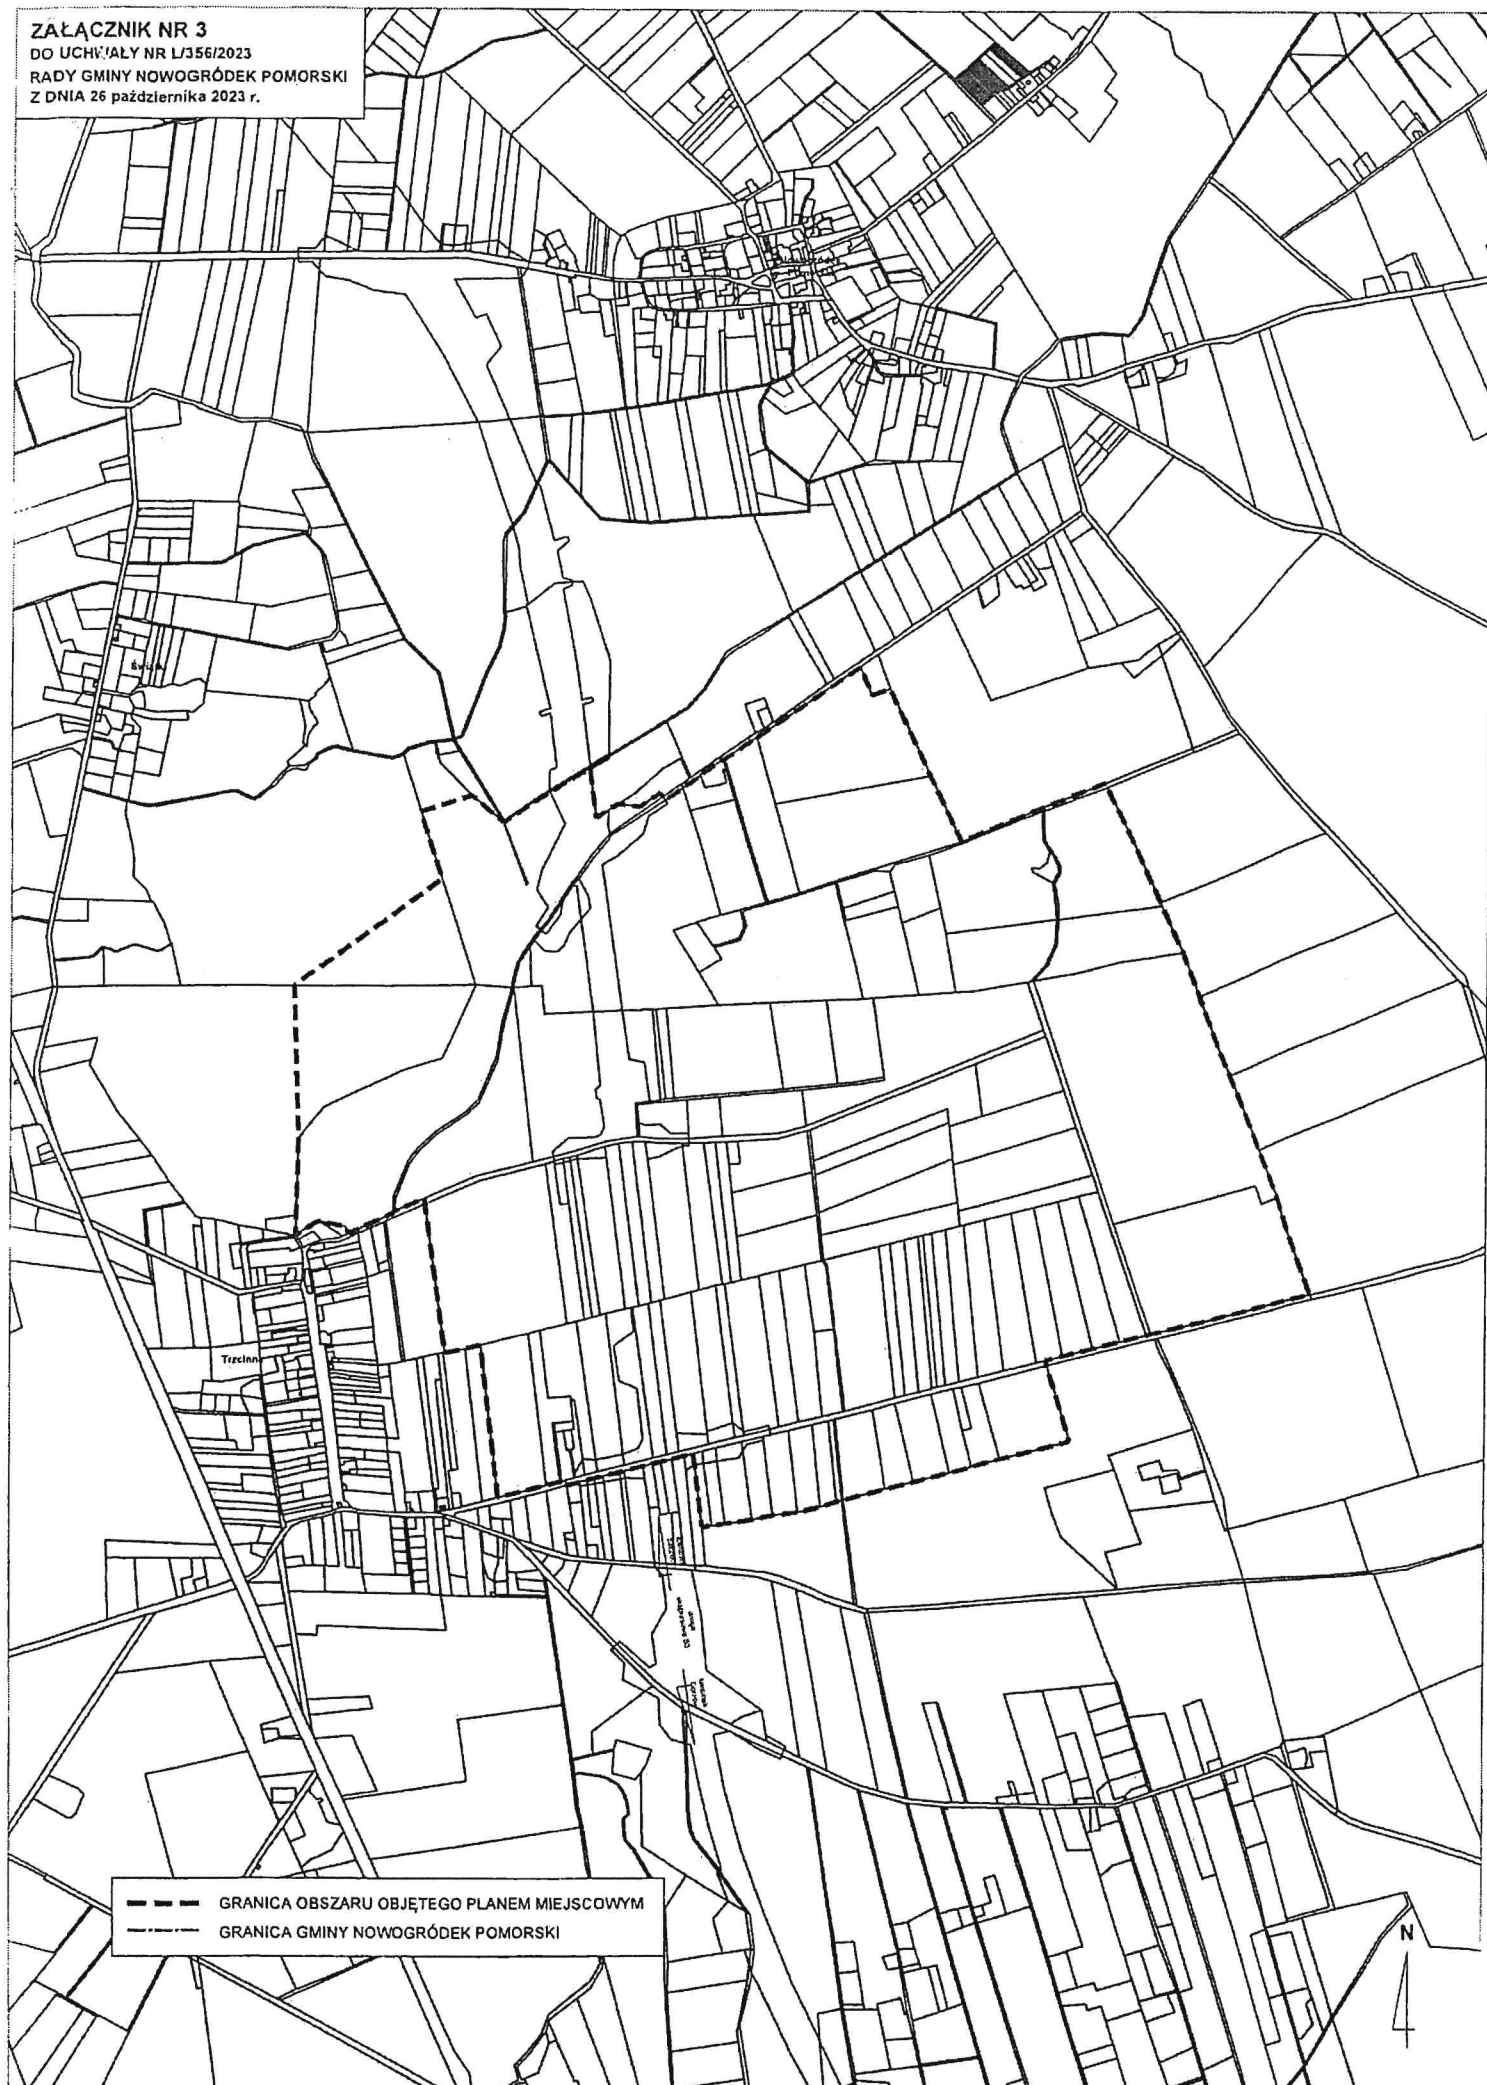 ZAŁĄCZNIK NR 3
DO UCHWAŁY NR L/356/2023
RADY GMINY NOWOGRÓDEK POMORSKI
Z DNIA 26 października 2023 r.
Trzcinna
GRANICA OBSZARU OBJĘTEGO PLANEM MIEJSCOWYM
GRANICA GMINY NOWOGRÓDEK POMORSKI
N